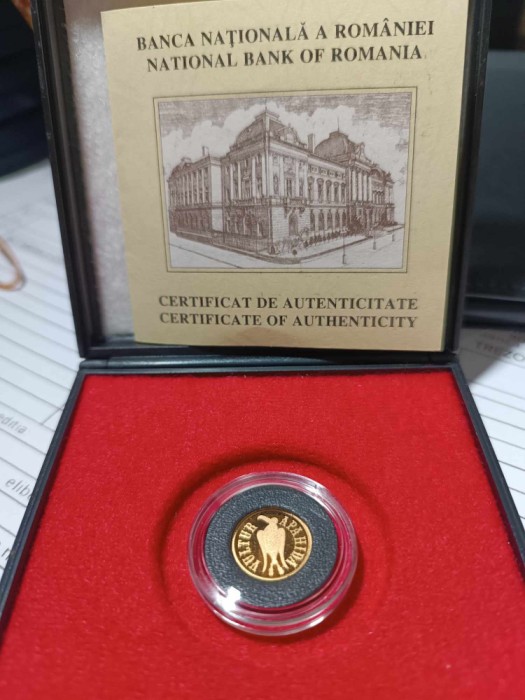 BANCA NAŢIONALĂ A ROMÂNIEI
NATIONAL BANK OF ROMANIA
CERTIFICAT DE AUTENTICITATE
CERTIFICATE OF AUTHENTICITY
VULTUR APAHIDA